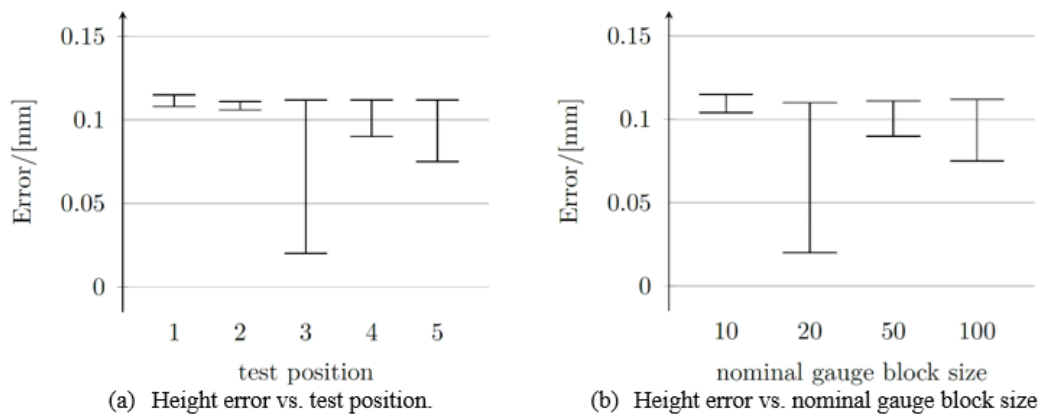 0.15
0.1
0.05
0
Error/[mm]
1 2 3 4 5
test position
(a) Height error vs. test position.
0.15
0.1
0.05
0
Error/[mm]
10 20 50 100
nominal gauge block size
(b) Height error vs. nominal gauge block size